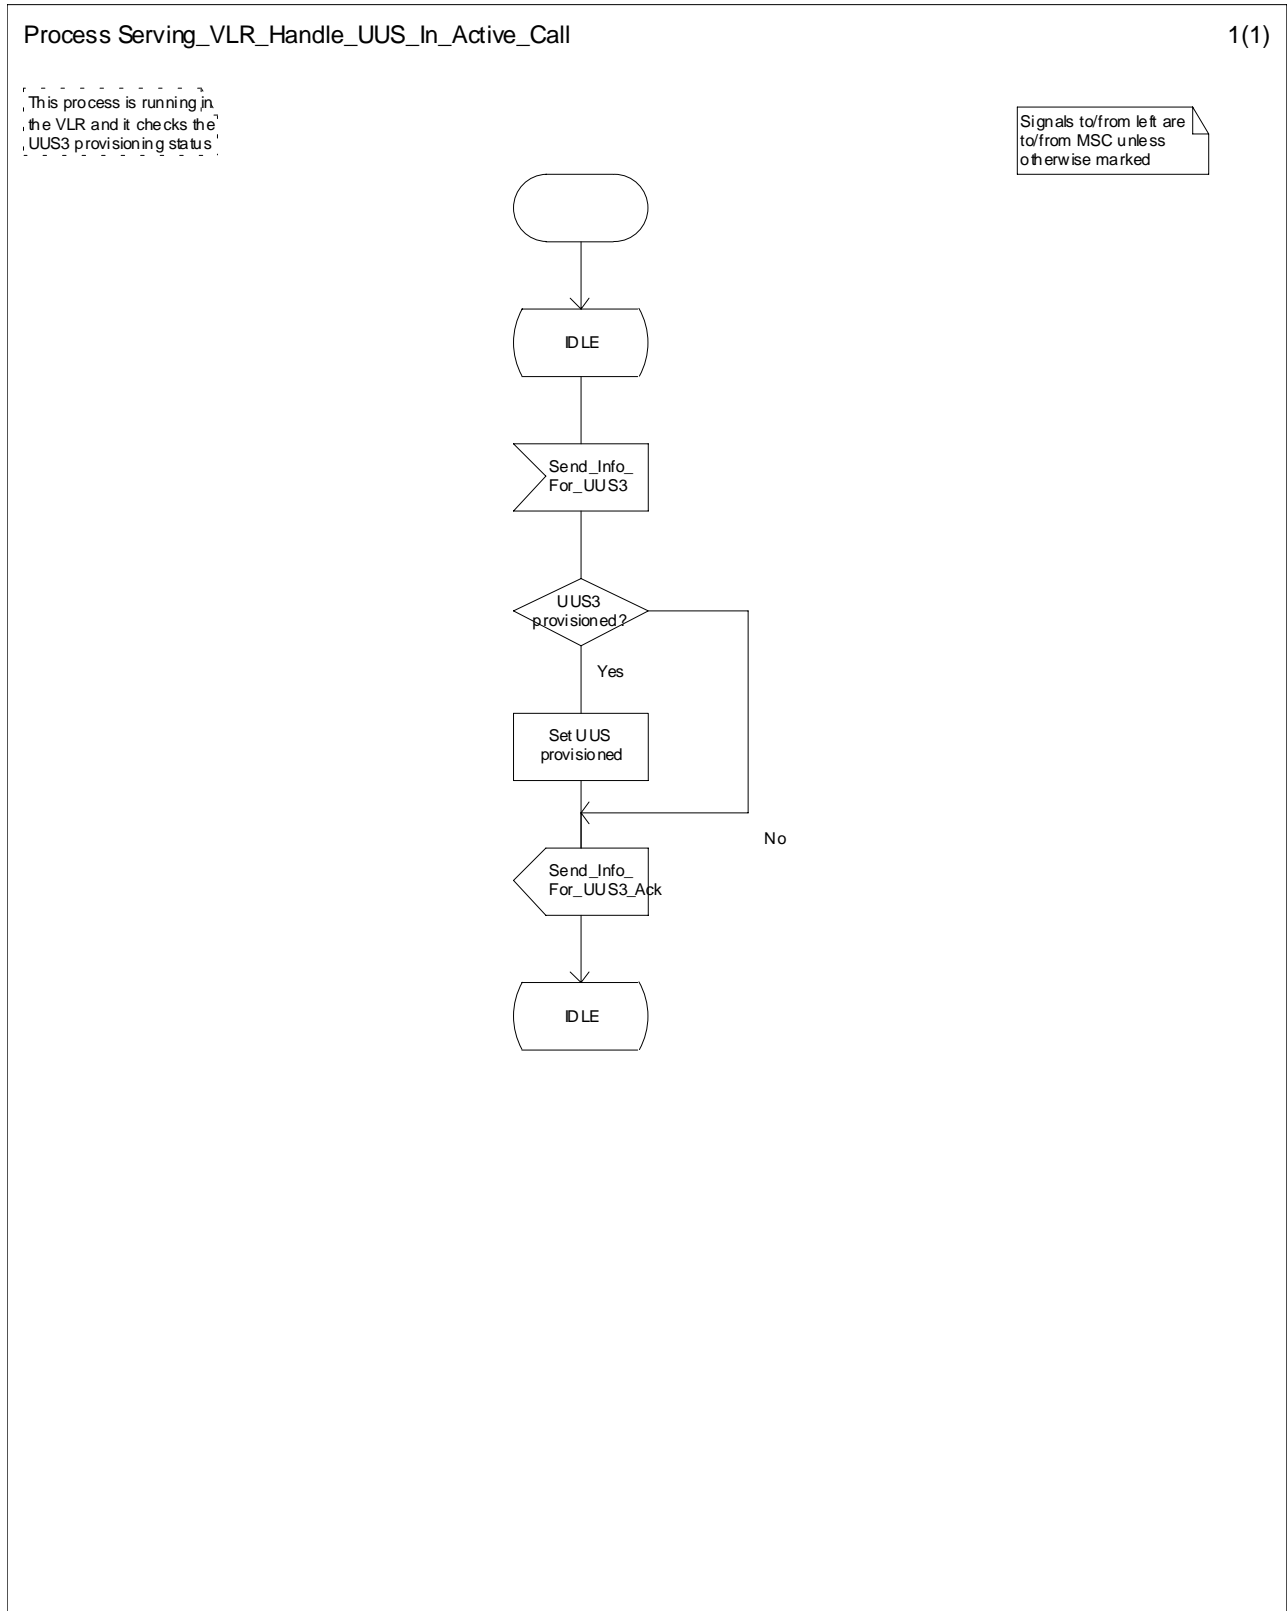 Process Serving_VLR_Handle_UUS_In_Active_Call
1(1)
This process is running in
the VLR and it checks the
UUS3 provisioning status
Signals to/from left are
to/from MSC unless
otherwise marked
IDLE
Send_Info_
For_UUS3
UUS3
provisioned?
Yes
Set UUS
provisioned
No
Send_Info_
For_UUS3_Ack
IDLE